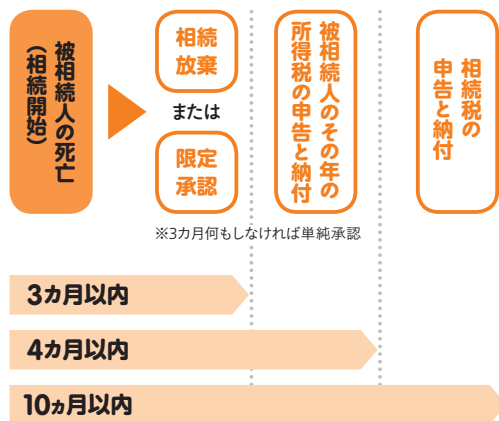 被相続人の死亡
(相続開始)
相続
放棄
または
限定
承認
被相続人のその年の
所得税の申告と納付
相続税の
申告と納付
※3カ月何もしなければ単純承認
3カ月以内
4カ月以内
10ヵ月以内